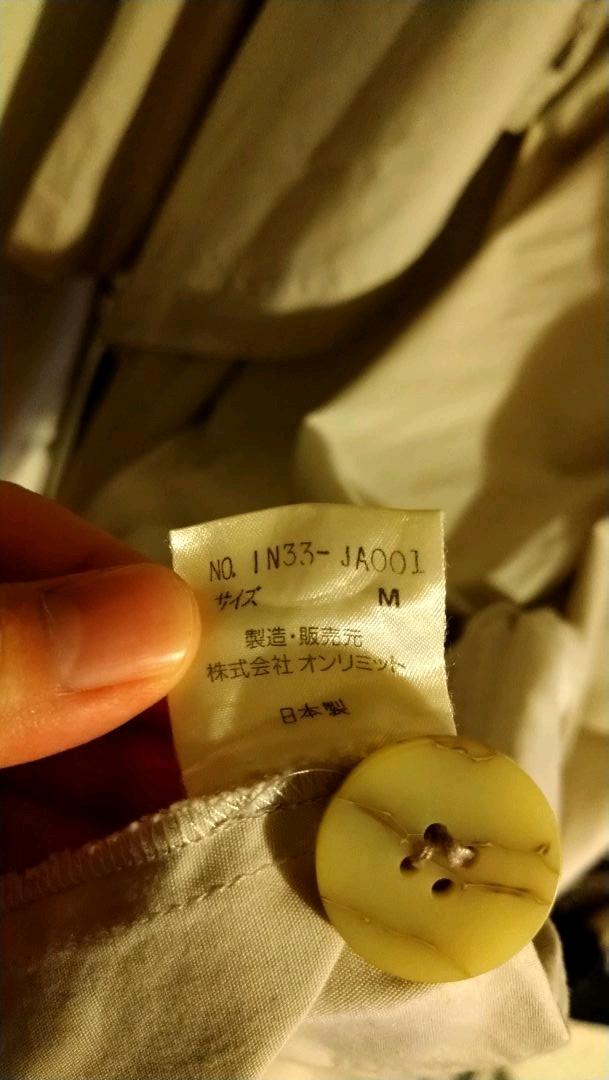 NO. IN33-JA001
サイズ M
製造・販売元
株式会社 オンリミット
日本製